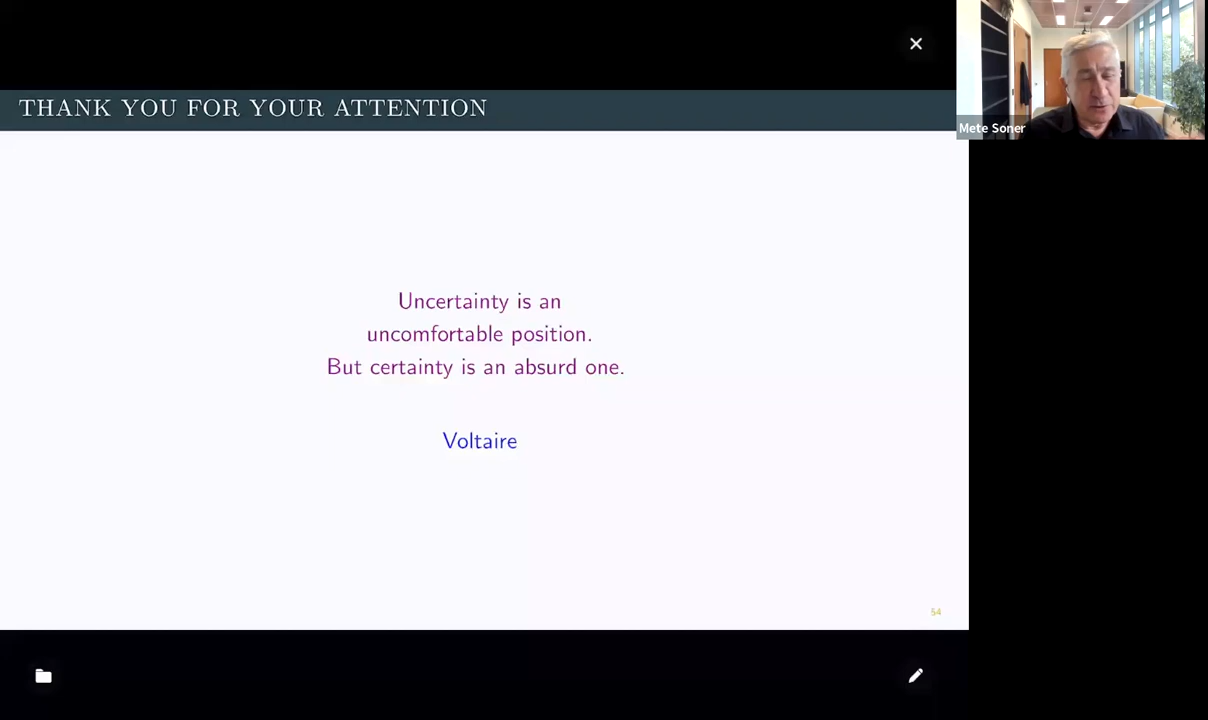 THANK YOU FOR YOUR ATTENTION
Mete Soner
Uncertainty is an
uncomfortable position.
But certainty is an absurd one.
Voltaire
54